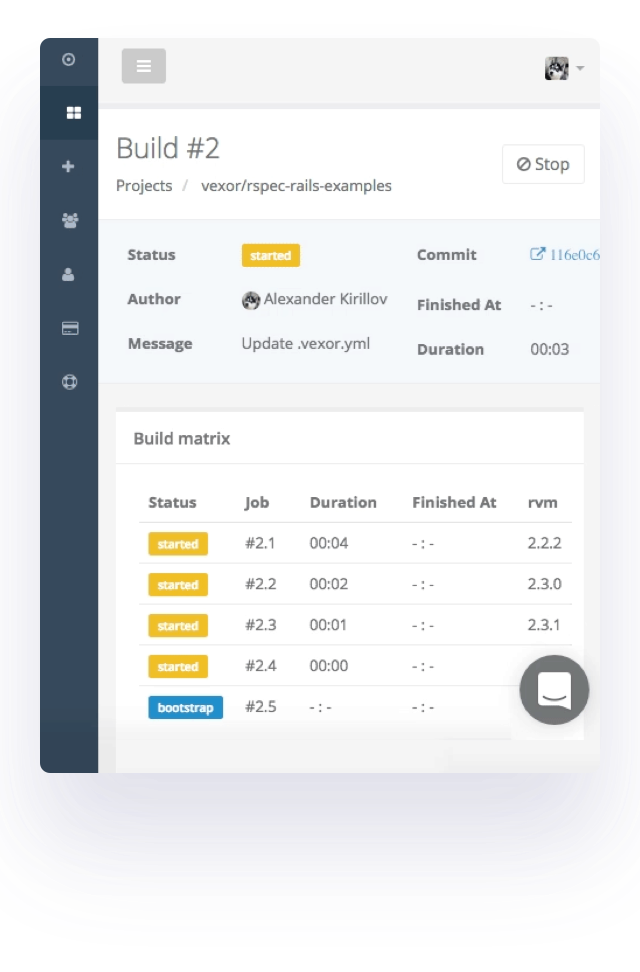 Build #2
Stop
Projects / vexor/rspec-rails-examples
Status started Commit 116e0c6
Author Alexander Kirillov Finished At - : -
Message Update .vexor.yml Duration 00:03
Build matrix
Status Job Duration Finished At rvm
started #2.1 00:04 - : - 2.2.2
started #2.2 00:02 - : - 2.3.0
started #2.3 00:01 - : - 2.3.1
started #2.4 00:00 - : -
bootstrap #2.5 - : - - : -